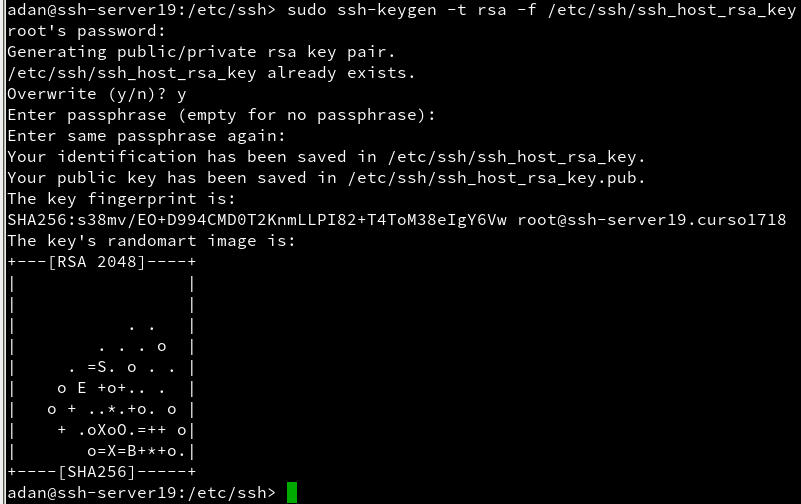 adan@ssh-server19:/etc/ssh> sudo ssh-keygen -t rsa -f /etc/ssh/ssh_host_rsa_key
root's password:
Generating public/private rsa key pair.
/etc/ssh/ssh_host_rsa_key already exists.
Overwrite (y/n)? y
Enter passphrase (empty for no passphrase):
Enter same passphrase again:
Your identification has been saved in /etc/ssh/ssh_host_rsa_key.
Your public key has been saved in /etc/ssh/ssh_host_rsa_key.pub.
The key fingerprint is:
SHA256:s38mv/EO+D994CMD0T2KnmLLPI82+T4ToM38eIgY6Vw root@ssh-server19.curso1718
The key's randomart image is:
+---[RSA 2048]----+
|                 |
|                 |
|           . .   |
|        . . . o  |
|     . =S. o . . |
|    o E +o+.. .  |
|   o + ..*.+o. o |
|    + .oXoO.=++ o|
|       o=X=B+*+o.|
+----[SHA256]-----+
adan@ssh-server19:/etc/ssh>